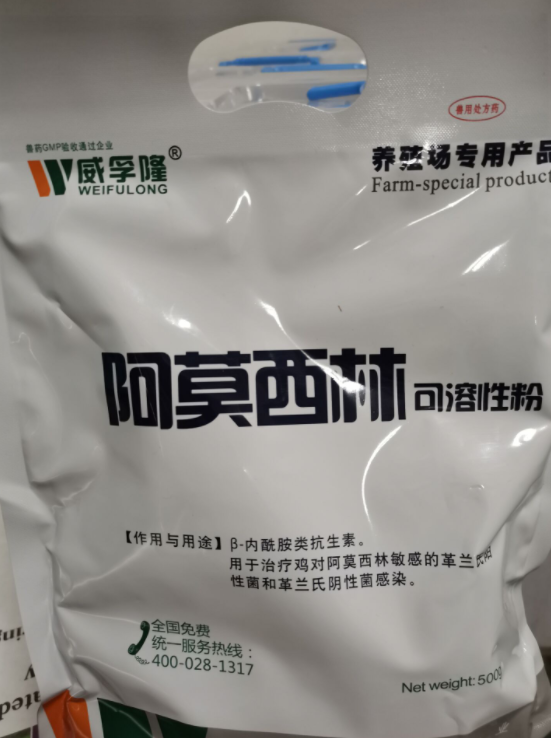 兽用处方药
兽药GMP验收通过企业
威孚隆®
WEIFULONG
养殖场专用产品
Farm-special product
阿莫西林可溶性粉
【作用与用途】β-内酰胺类抗生素。
用于治疗鸡对阿莫西林敏感的革兰氏阳
性菌和革兰氏阴性菌感染。
全国免费
统一服务热线:
400-028-1317
Net weight:500g